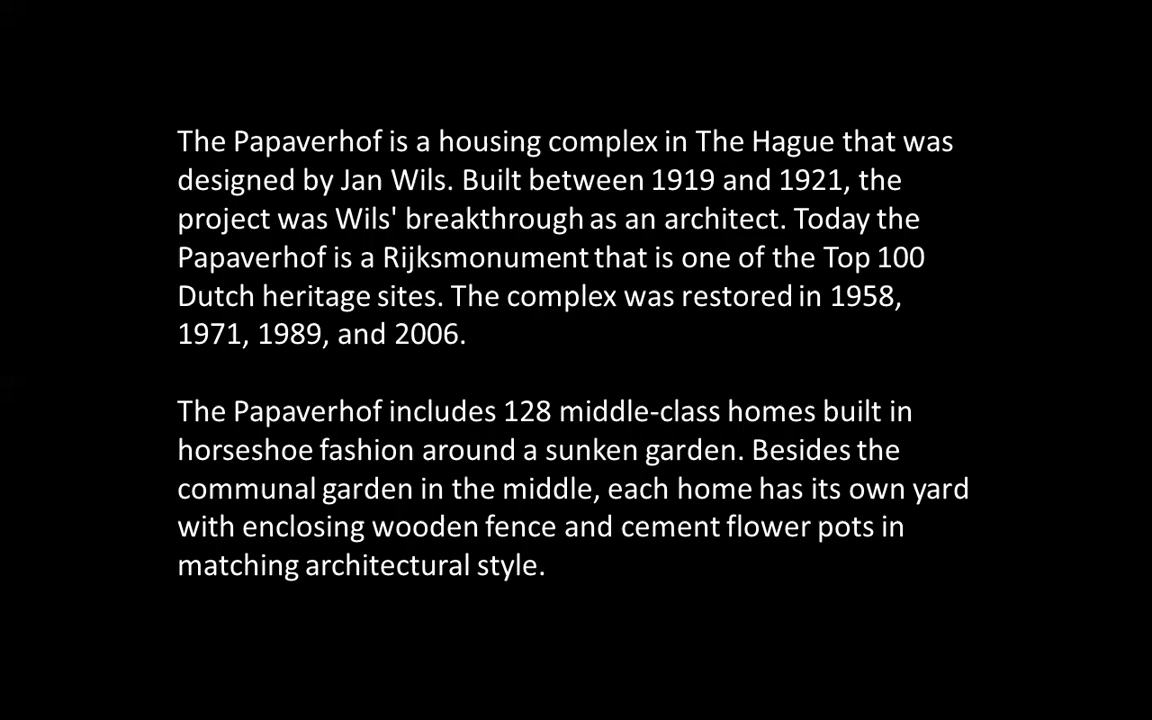 The Papaverhof is a housing complex in The Hague that was
designed by Jan Wils. Built between 1919 and 1921, the
project was Wils' breakthrough as an architect. Today the
Papaverhof is a Rijksmonument that is one of the Top 100
Dutch heritage sites. The complex was restored in 1958,
1971, 1989, and 2006.
The Papaverhof includes 128 middle-class homes built in
horseshoe fashion around a sunken garden. Besides the
communal garden in the middle, each home has its own yard
with enclosing wooden fence and cement flower pots in
matching architectural style.